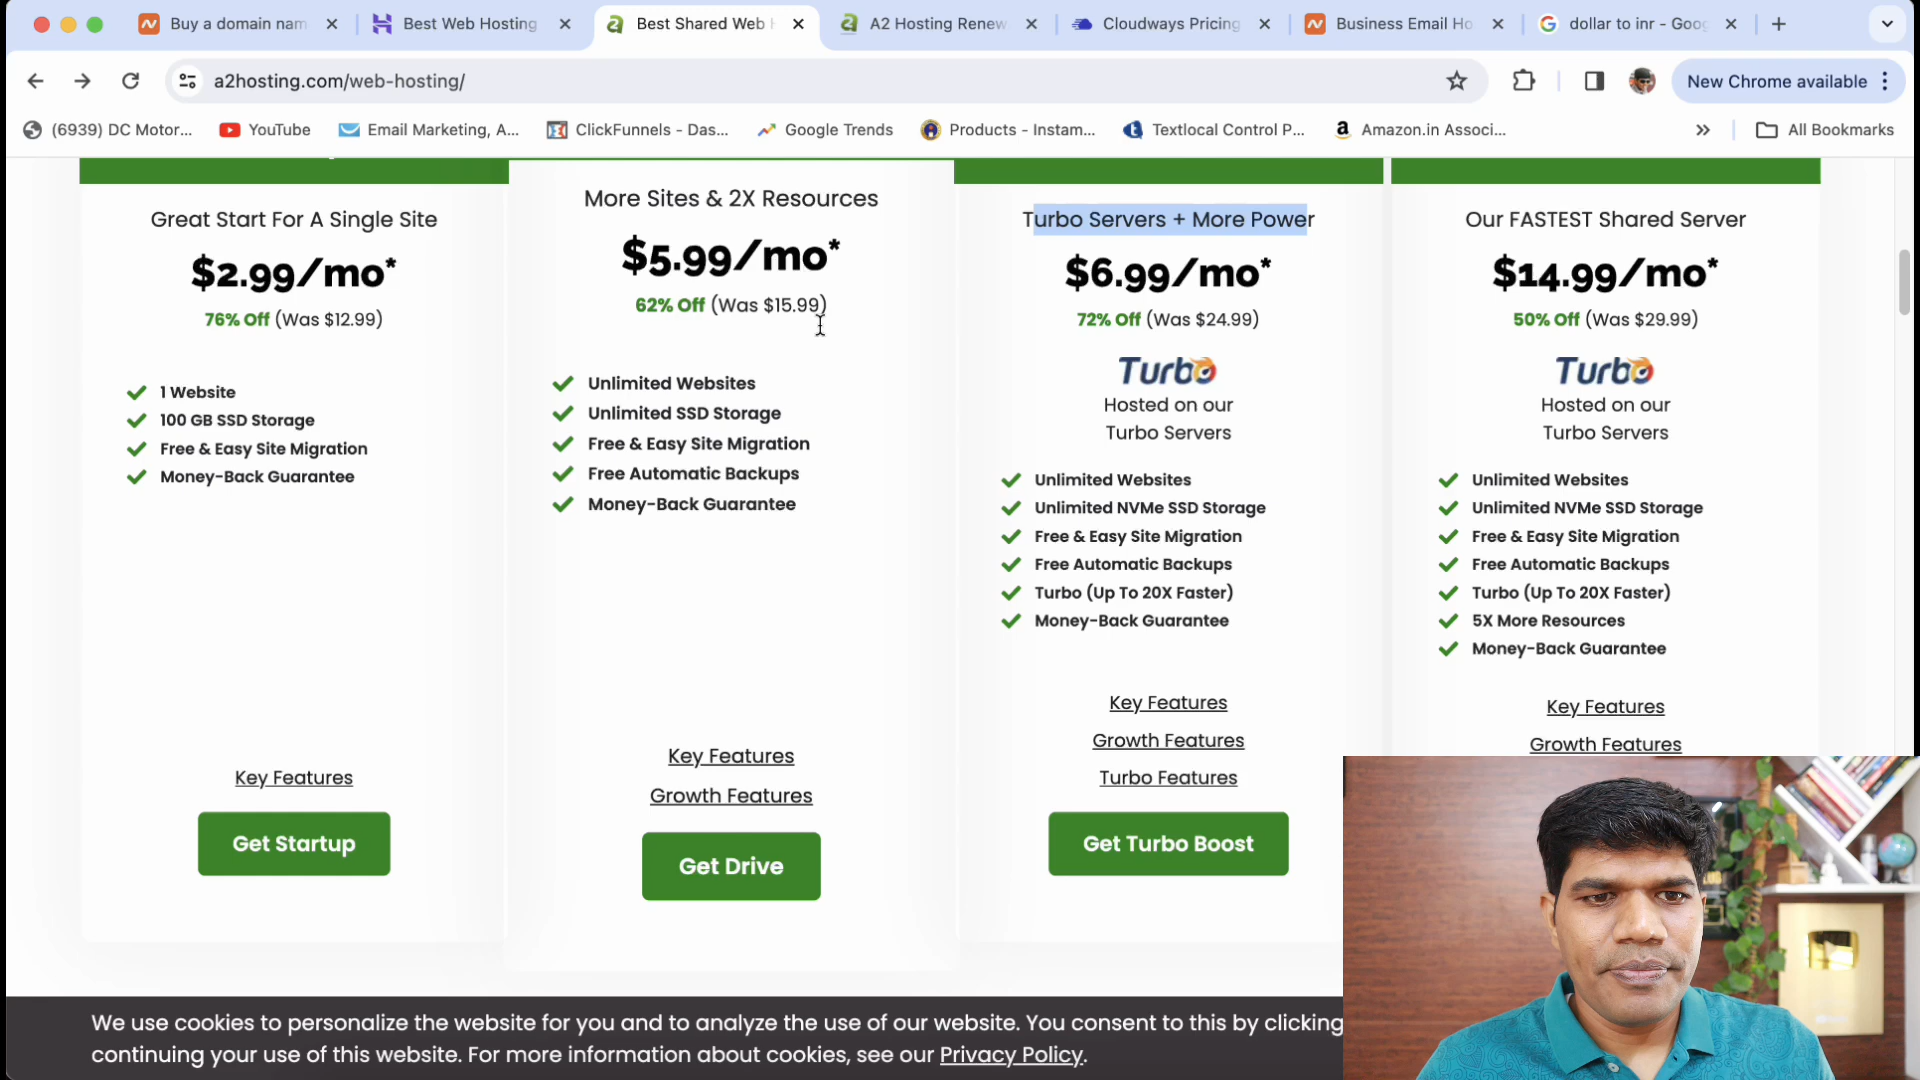 Buy a domain nam
Best Web Hosting
Best Shared Web H
A2 Hosting Renew
Cloudways Pricing
Business Email Ho
dollar to inr - Goog
a2hosting.com/web-hosting/
New Chrome available
(6939) DC Motor...
YouTube
Email Marketing, A...
ClickFunnels - Das...
Google Trends
Products - Instam...
Textlocal Control P...
Amazon.in Associ...
All Bookmarks
Great Start For A Single Site
$2.99/mo*
76% Off (Was $12.99)
1 Website
100 GB SSD Storage
Free & Easy Site Migration
Money-Back Guarantee
Key Features
Get Startup
More Sites & 2X Resources
$5.99/mo*
62% Off (Was $15.99)
Unlimited Websites
Unlimited SSD Storage
Free & Easy Site Migration
Free Automatic Backups
Money-Back Guarantee
Key Features
Growth Features
Get Drive
Turbo Servers + More Power
$6.99/mo*
72% Off (Was $24.99)
Turbo
Hosted on our
Turbo Servers
Unlimited Websites
Unlimited NVMe SSD Storage
Free & Easy Site Migration
Free Automatic Backups
Turbo (Up To 20X Faster)
Money-Back Guarantee
Key Features
Growth Features
Turbo Features
Get Turbo Boost
Our FASTEST Shared Server
$14.99/mo*
50% Off (Was $29.99)
Turbo
Hosted on our
Turbo Servers
Unlimited Websites
Unlimited NVMe SSD Storage
Free & Easy Site Migration
Free Automatic Backups
Turbo (Up To 20X Faster)
5X More Resources
Money-Back Guarantee
Key Features
Growth Features
We use cookies to personalize the website for you and to analyze the use of our website. You consent to this by clicking
continuing your use of this website. For more information about cookies, see our Privacy Policy.